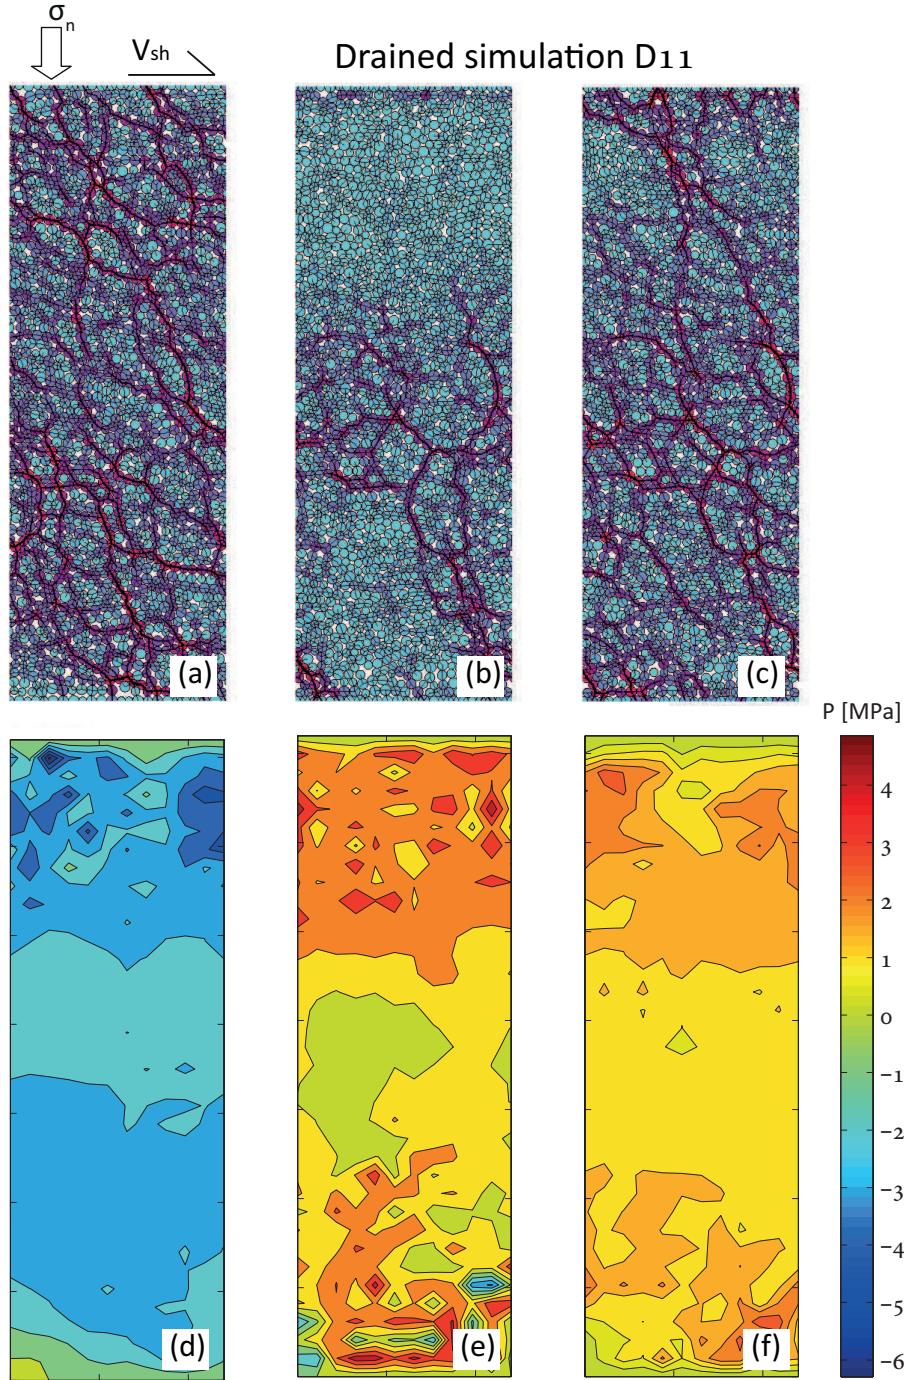 σn
Vsh
Drained simulation D11
(a)
(b)
(c)
P [MPa]
4
3
2
1
0
−1
−2
−3
−4
−5
−6
(d)
(e)
(f)